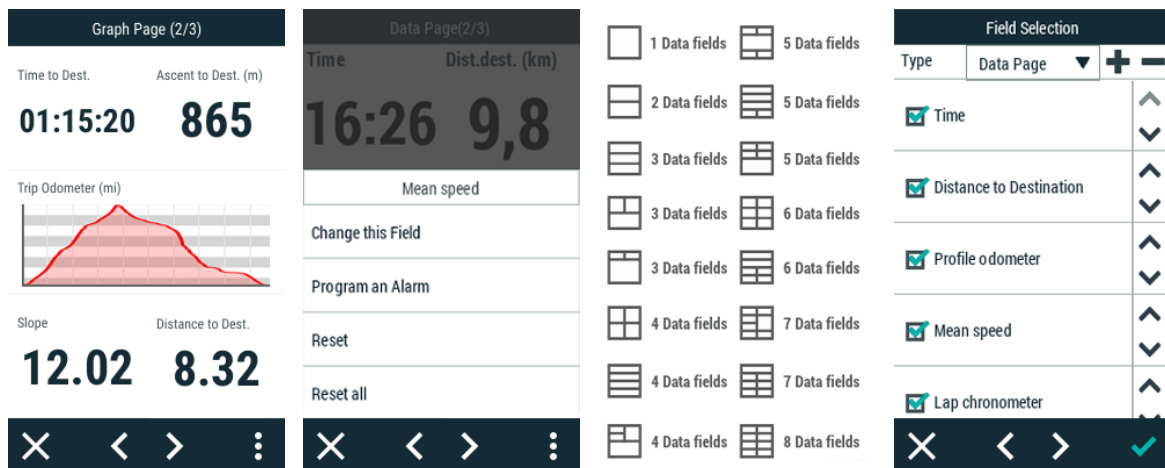 Graph Page (2/3)
Time to Dest. Ascent to Dest. (m)
01:15:20 865
Trip Odometer (mi)
Slope Distance to Dest.
12.02 8.32
Data Page(2/3)
Time Dist.dest. (km)
16:26 9,8
Mean speed
Change this Field
Program an Alarm
Reset
Reset all
1 Data fields 5 Data fields
2 Data fields 5 Data fields
3 Data fields 5 Data fields
3 Data fields 6 Data fields
3 Data fields 6 Data fields
4 Data fields 7 Data fields
4 Data fields 7 Data fields
4 Data fields 8 Data fields
Field Selection
Type Data Page
Time
Distance to Destination
Profile odometer
Mean speed
Lap chronometer